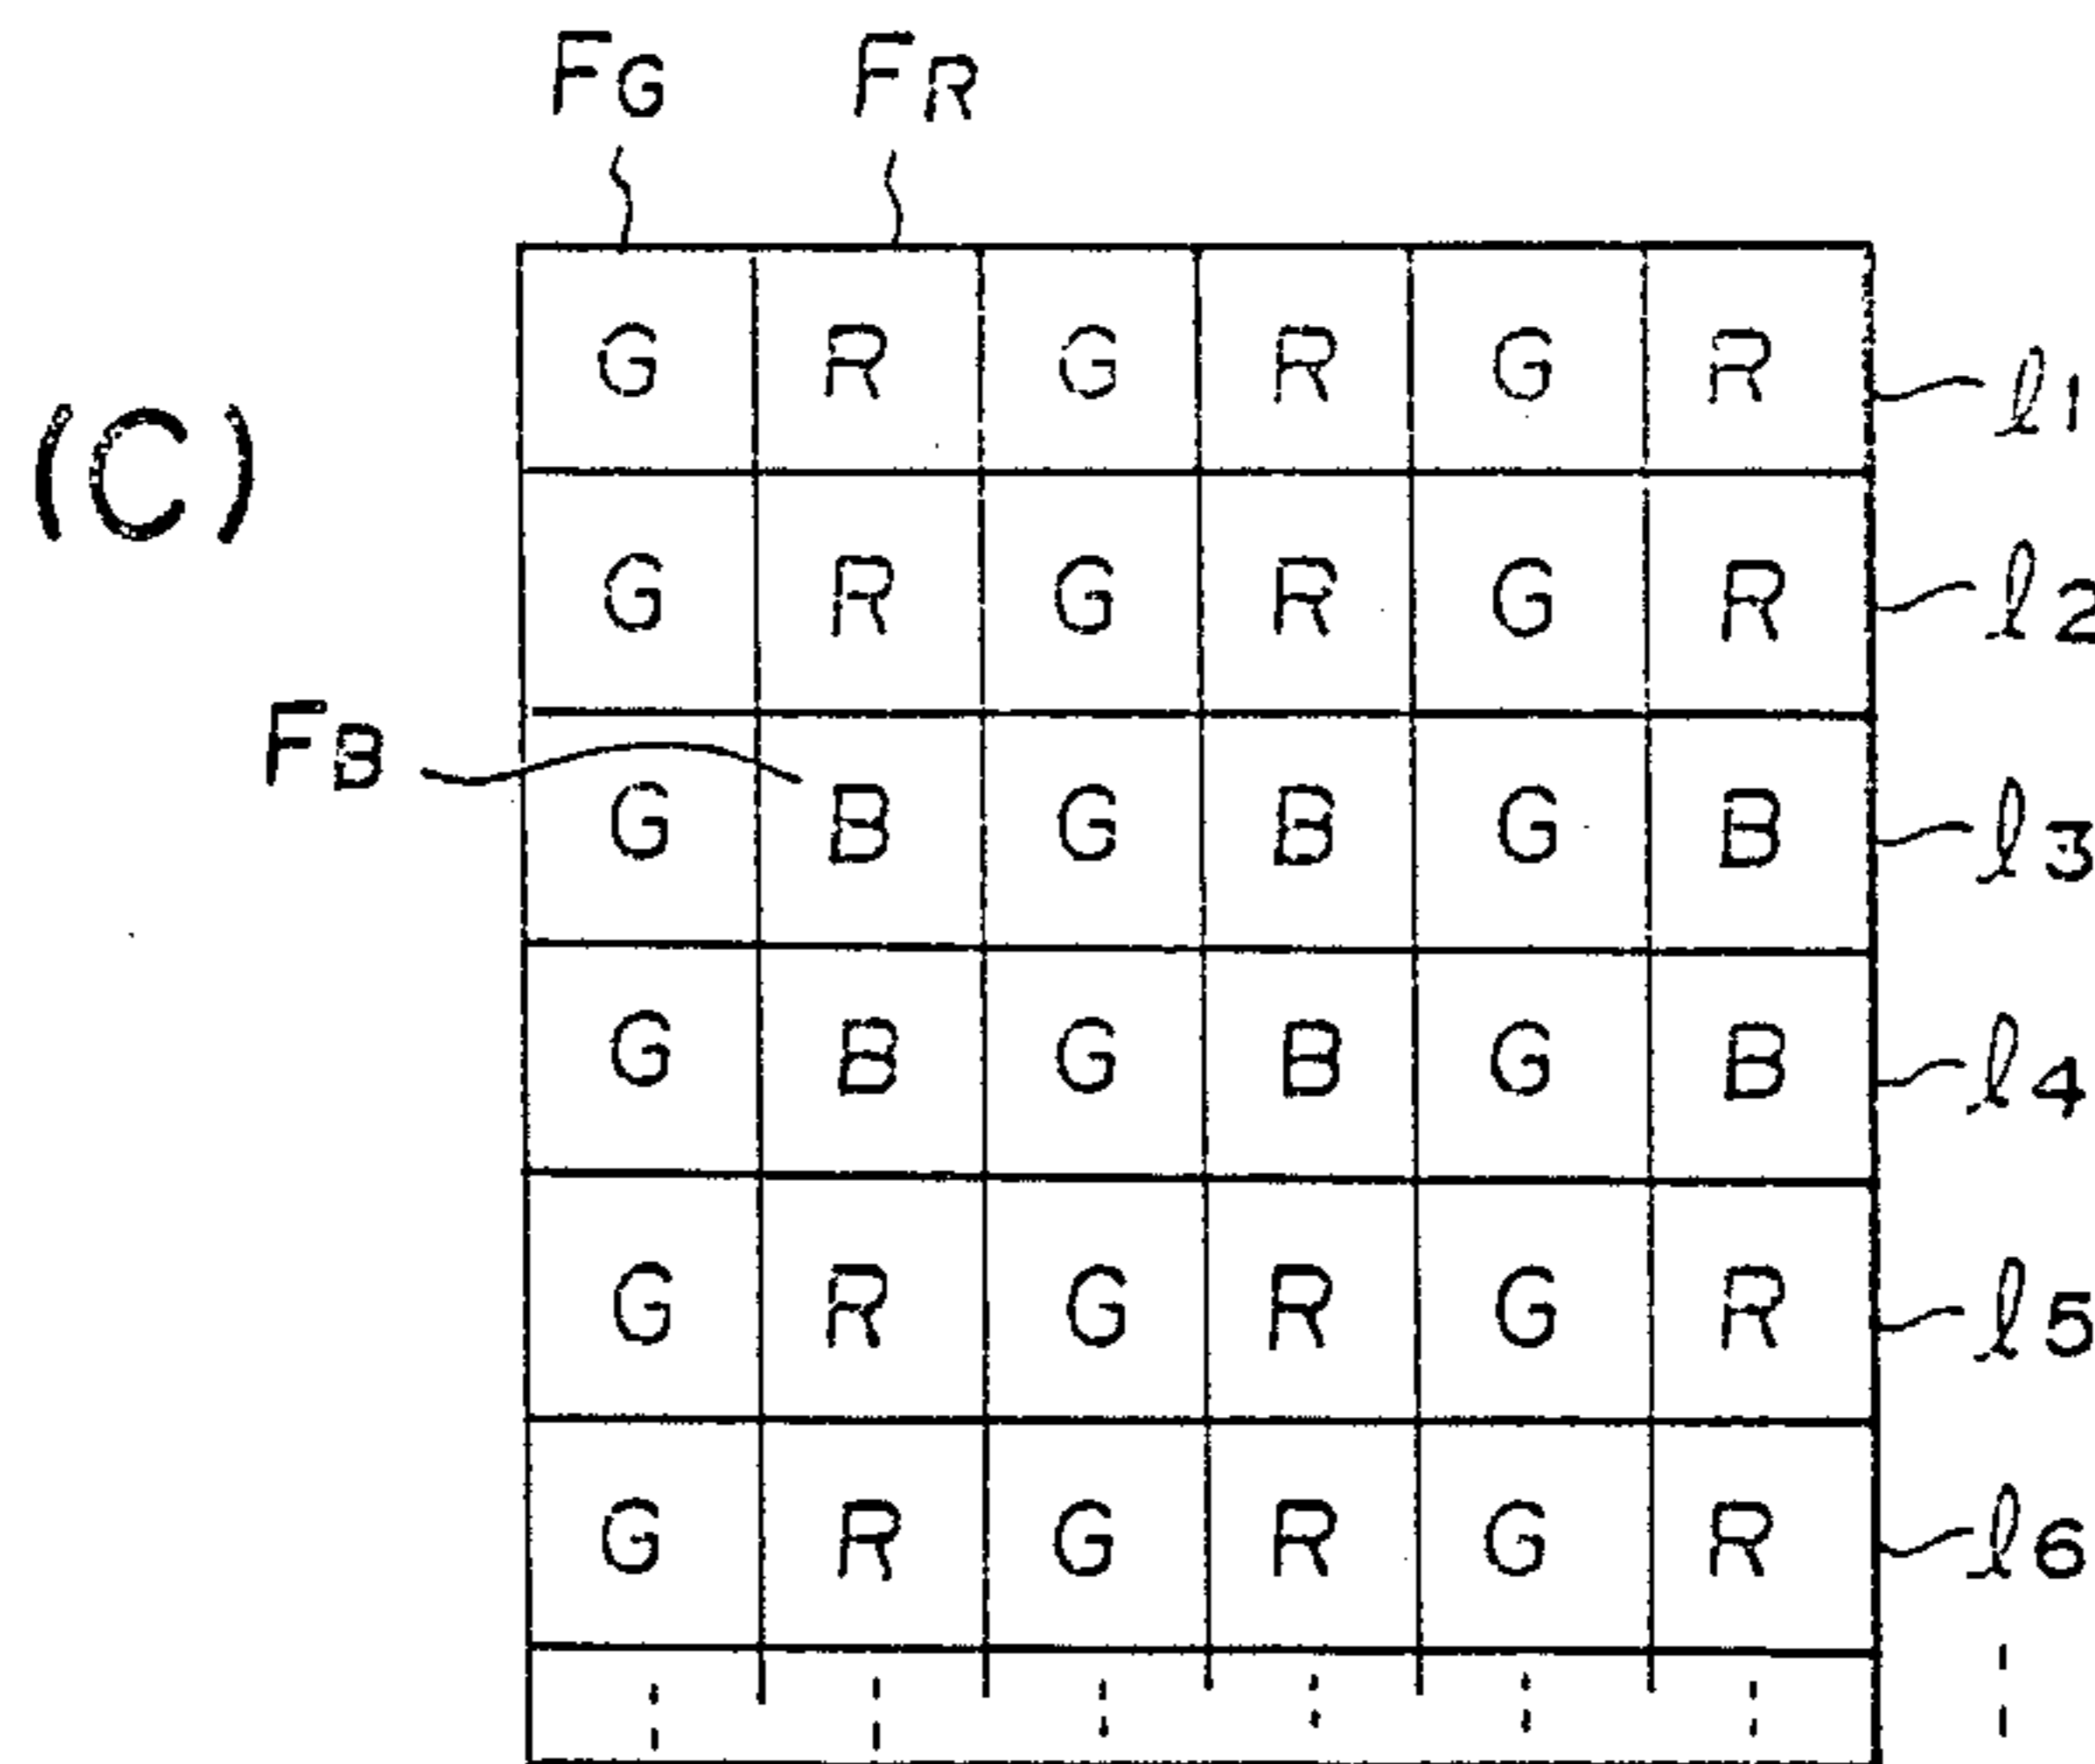 FG FR
(C)
G R G R G R ℓ1
G R G R G R ℓ2
FB
G B G B G B ℓ3
G B G B G B ℓ4
G R G R G R ℓ5
G R G R G R ℓ6